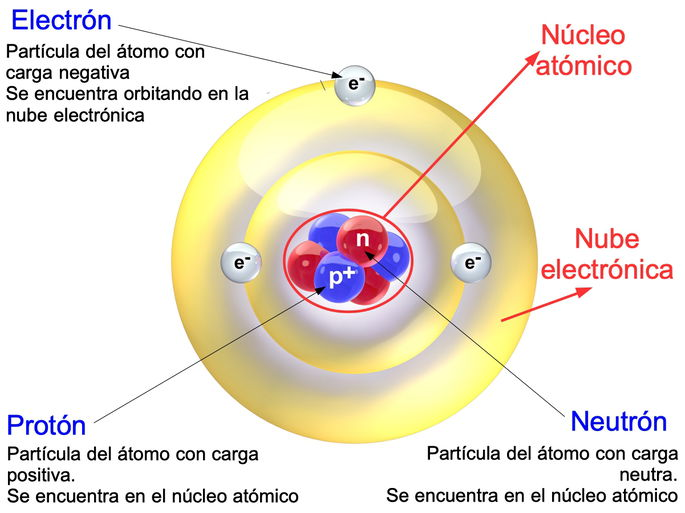 Electrón
Partícula del átomo con
carga negativa
Se encuentra orbitando en la
nube electrónica
Núcleo
atómico
e-
n
p+
e-
e-
Nube
electrónica
Protón
Partícula del átomo con carga
positiva.
Se encuentra en el núcleo atómico
Neutrón
Partícula del átomo con carga
neutra.
Se encuentra en el núcleo atómico